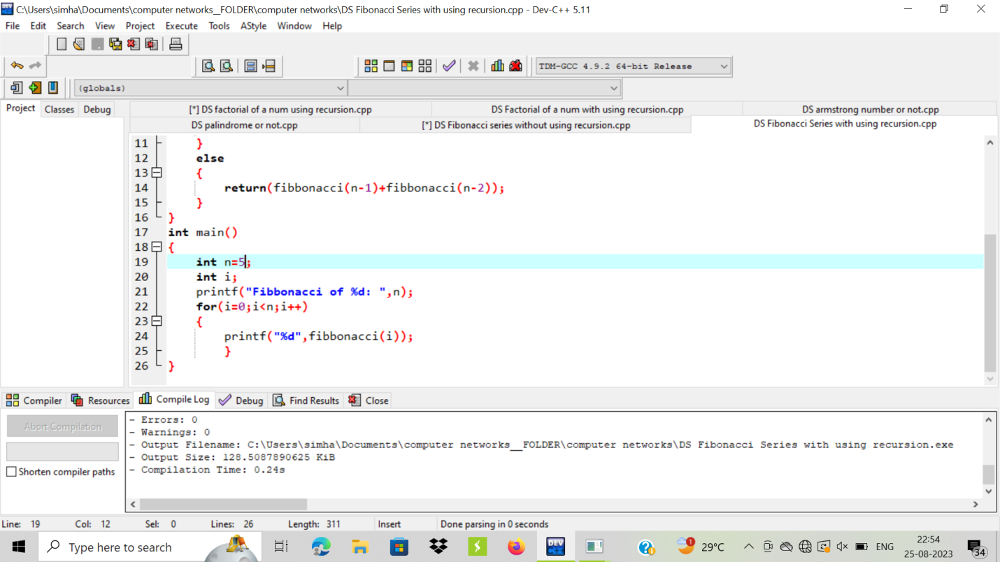 C:\Users\simha\Documents\computer networks__FOLDER\computer networks\DS Fibonacci Series with using recursion.cpp - Dev-C++ 5.11
File Edit Search View Project Execute Tools AStyle Window Help
TDM-GCC 4.9.2 64-bit Release
(globals)
Project Classes Debug
[*] DS factorial of a num using recursion.cpp DS Factorial of a num with using recursion.cpp DS armstrong number or not.cpp
DS palindrome or not.cpp [*] DS Fibonacci series without using recursion.cpp DS Fibonacci Series with using recursion.cpp
11 }
12 else
13 {
14 return(fibbonacci(n-1)+fibbonacci(n-2));
15 }
16 }
17 int main()
18 {
19 int n=5;
20 int i;
21 printf("Fibbonacci of %d: ",n);
22 for(i=0;i<n;i++)
23 {
24 printf("%d",fibbonacci(i));
25 }
26 }
Compiler Resources Compile Log Debug Find Results Close
Abort Compilation
Shorten compiler paths
- Errors: 0
- Warnings: 0
- Output Filename: C:\Users\simha\Documents\computer networks__FOLDER\computer networks\DS Fibonacci Series with using recursion.exe
- Output Size: 128.5087890625 KiB
- Compilation Time: 0.24s
Line: 19 Col: 12 Sel: 0 Lines: 26 Length: 311 Insert Done parsing in 0 seconds
Type here to search
DEV C++
1
29°C
ENG
22:54
25-08-2023
34